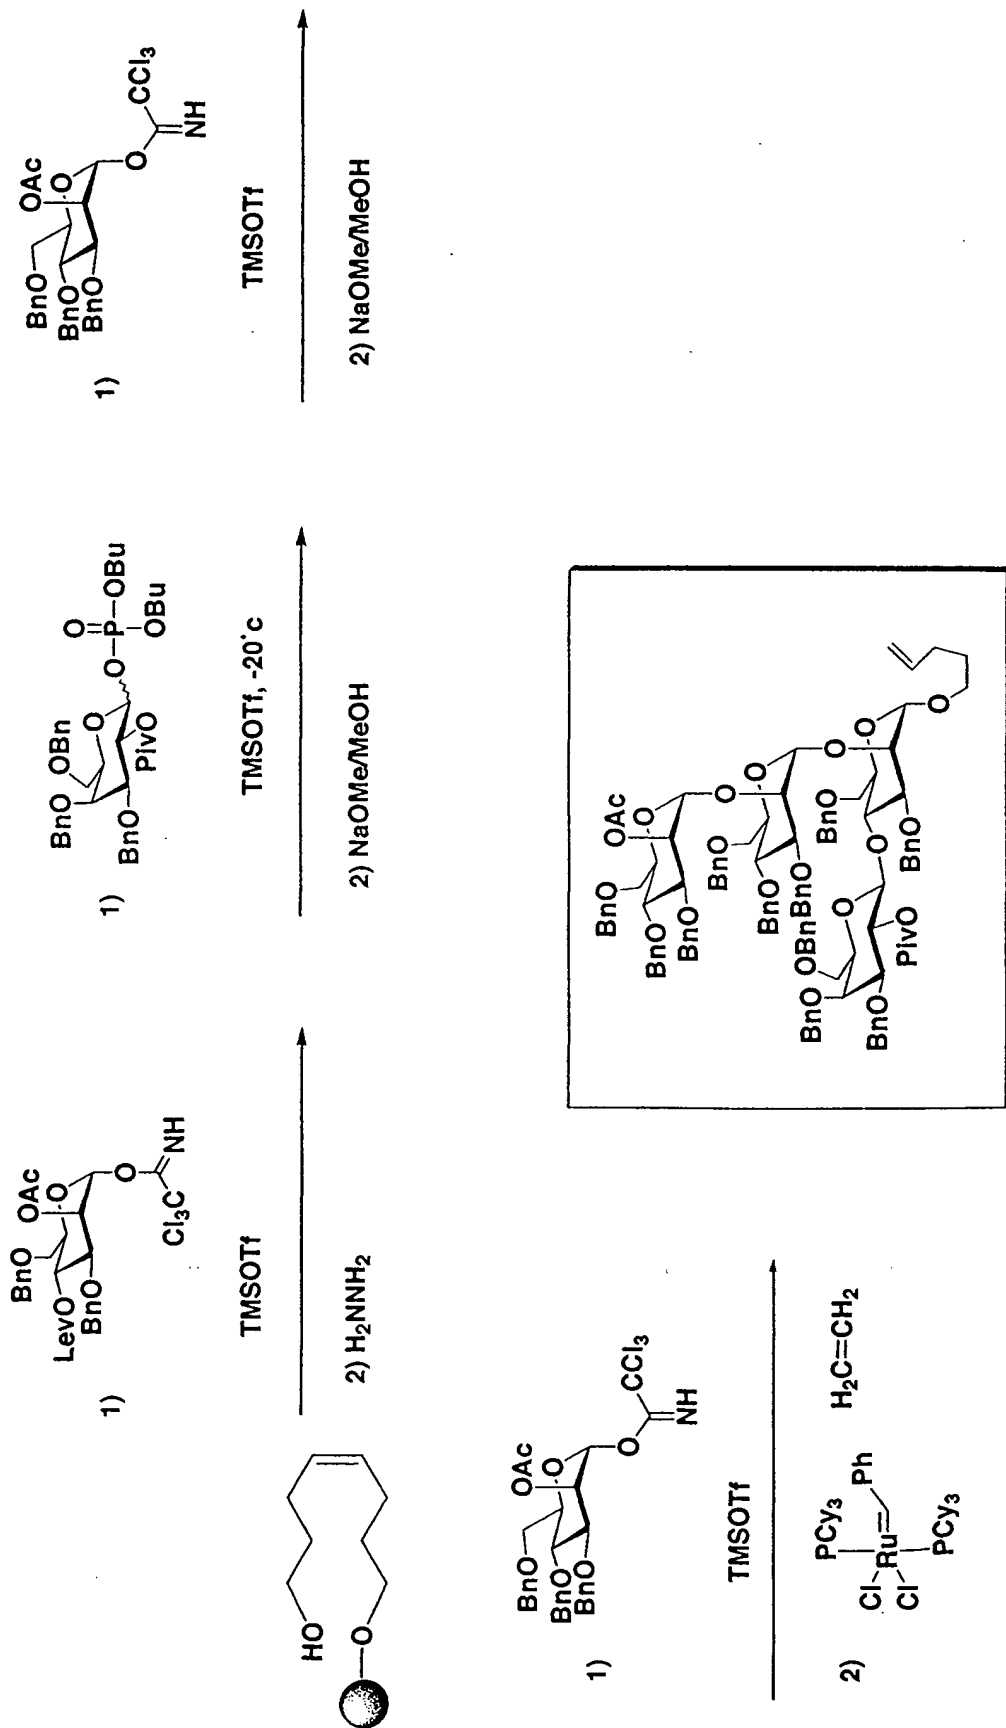 1)
BnO
OAc
LevO
BnO
O
O
Cl3C
NH
TMSOTf
2) H2NNH2
HO
O
1)
BnO
OBn
O
BnO
PivO
O
O=P–OBu
OBu
TMSOTf, -20°c
2) NaOMe/MeOH
1)
BnO
OAc
BnO
BnO
O
O
CCl3
NH
TMSOTf
2) NaOMe/MeOH
1)
BnO
OAc
BnO
BnO
O
O
CCl3
NH
TMSOTf
2)
PCy3
Cl
Ru
Ph
Cl
PCy3
H2C=CH2
BnO
OAc
BnO
BnO
O
O
BnO
O
O
BnO
BnO
BnO
OBn
BnO
O
O
O
BnO
O
PivO
BnO
BnO
O